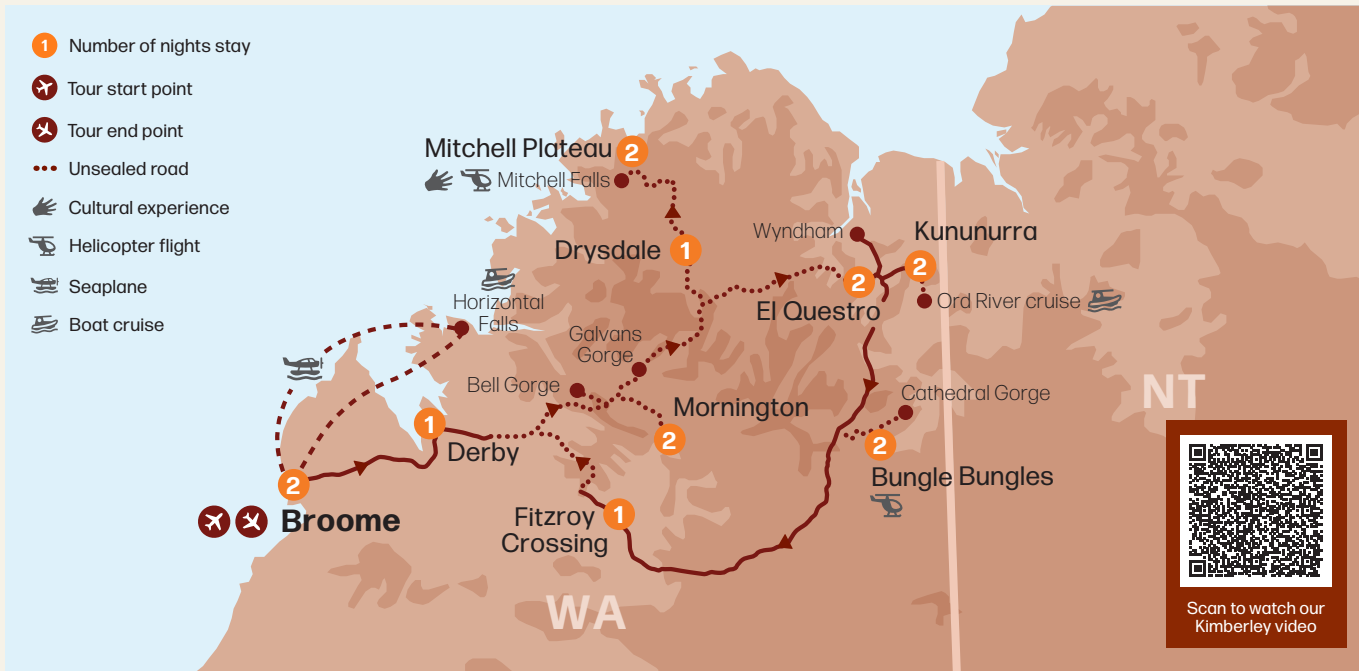 1 Number of nights stay
Tour start point
Tour end point
Unsealed road
Cultural experience
Helicopter flight
Seaplane
Boat cruise
Mitchell Plateau 2
Mitchell Falls
Drysdale 1
Wyndham
Kununurra
2
2
El Questro
Ord River cruise
Horizontal
Falls
Galvans
Gorge
Bell Gorge
Mornington
2
Cathedral Gorge
NT
1
Derby
2
Bungle Bungles
2
Broome
Fitzroy
Crossing
1
WA
Scan to watch our
Kimberley video